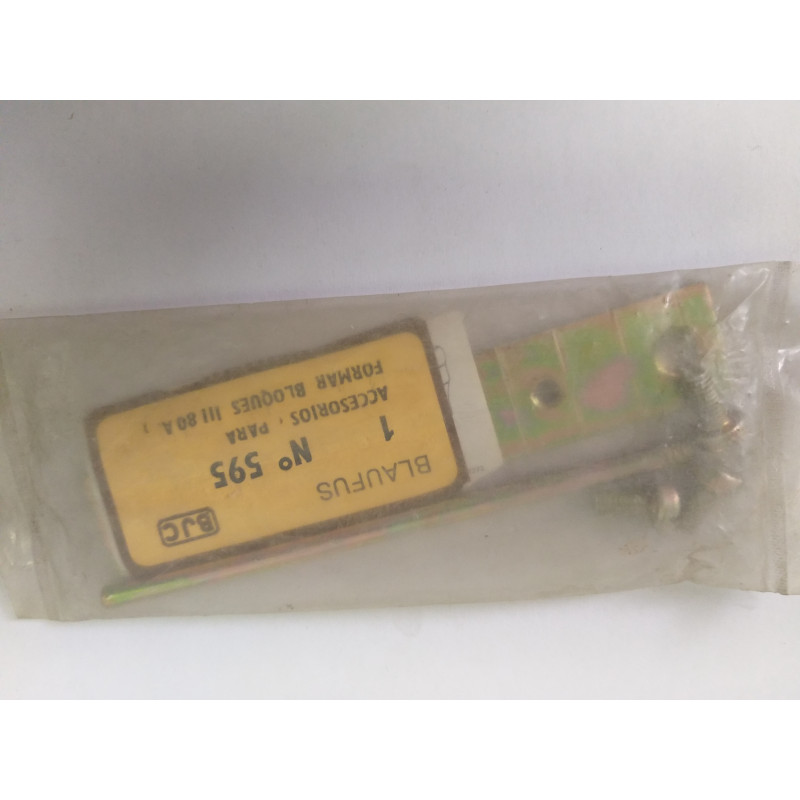 BJC
BLAUFUS
Nº 595
1
ACCESORIOS, PARA
FORMAR BLOQUES III 80 A.)